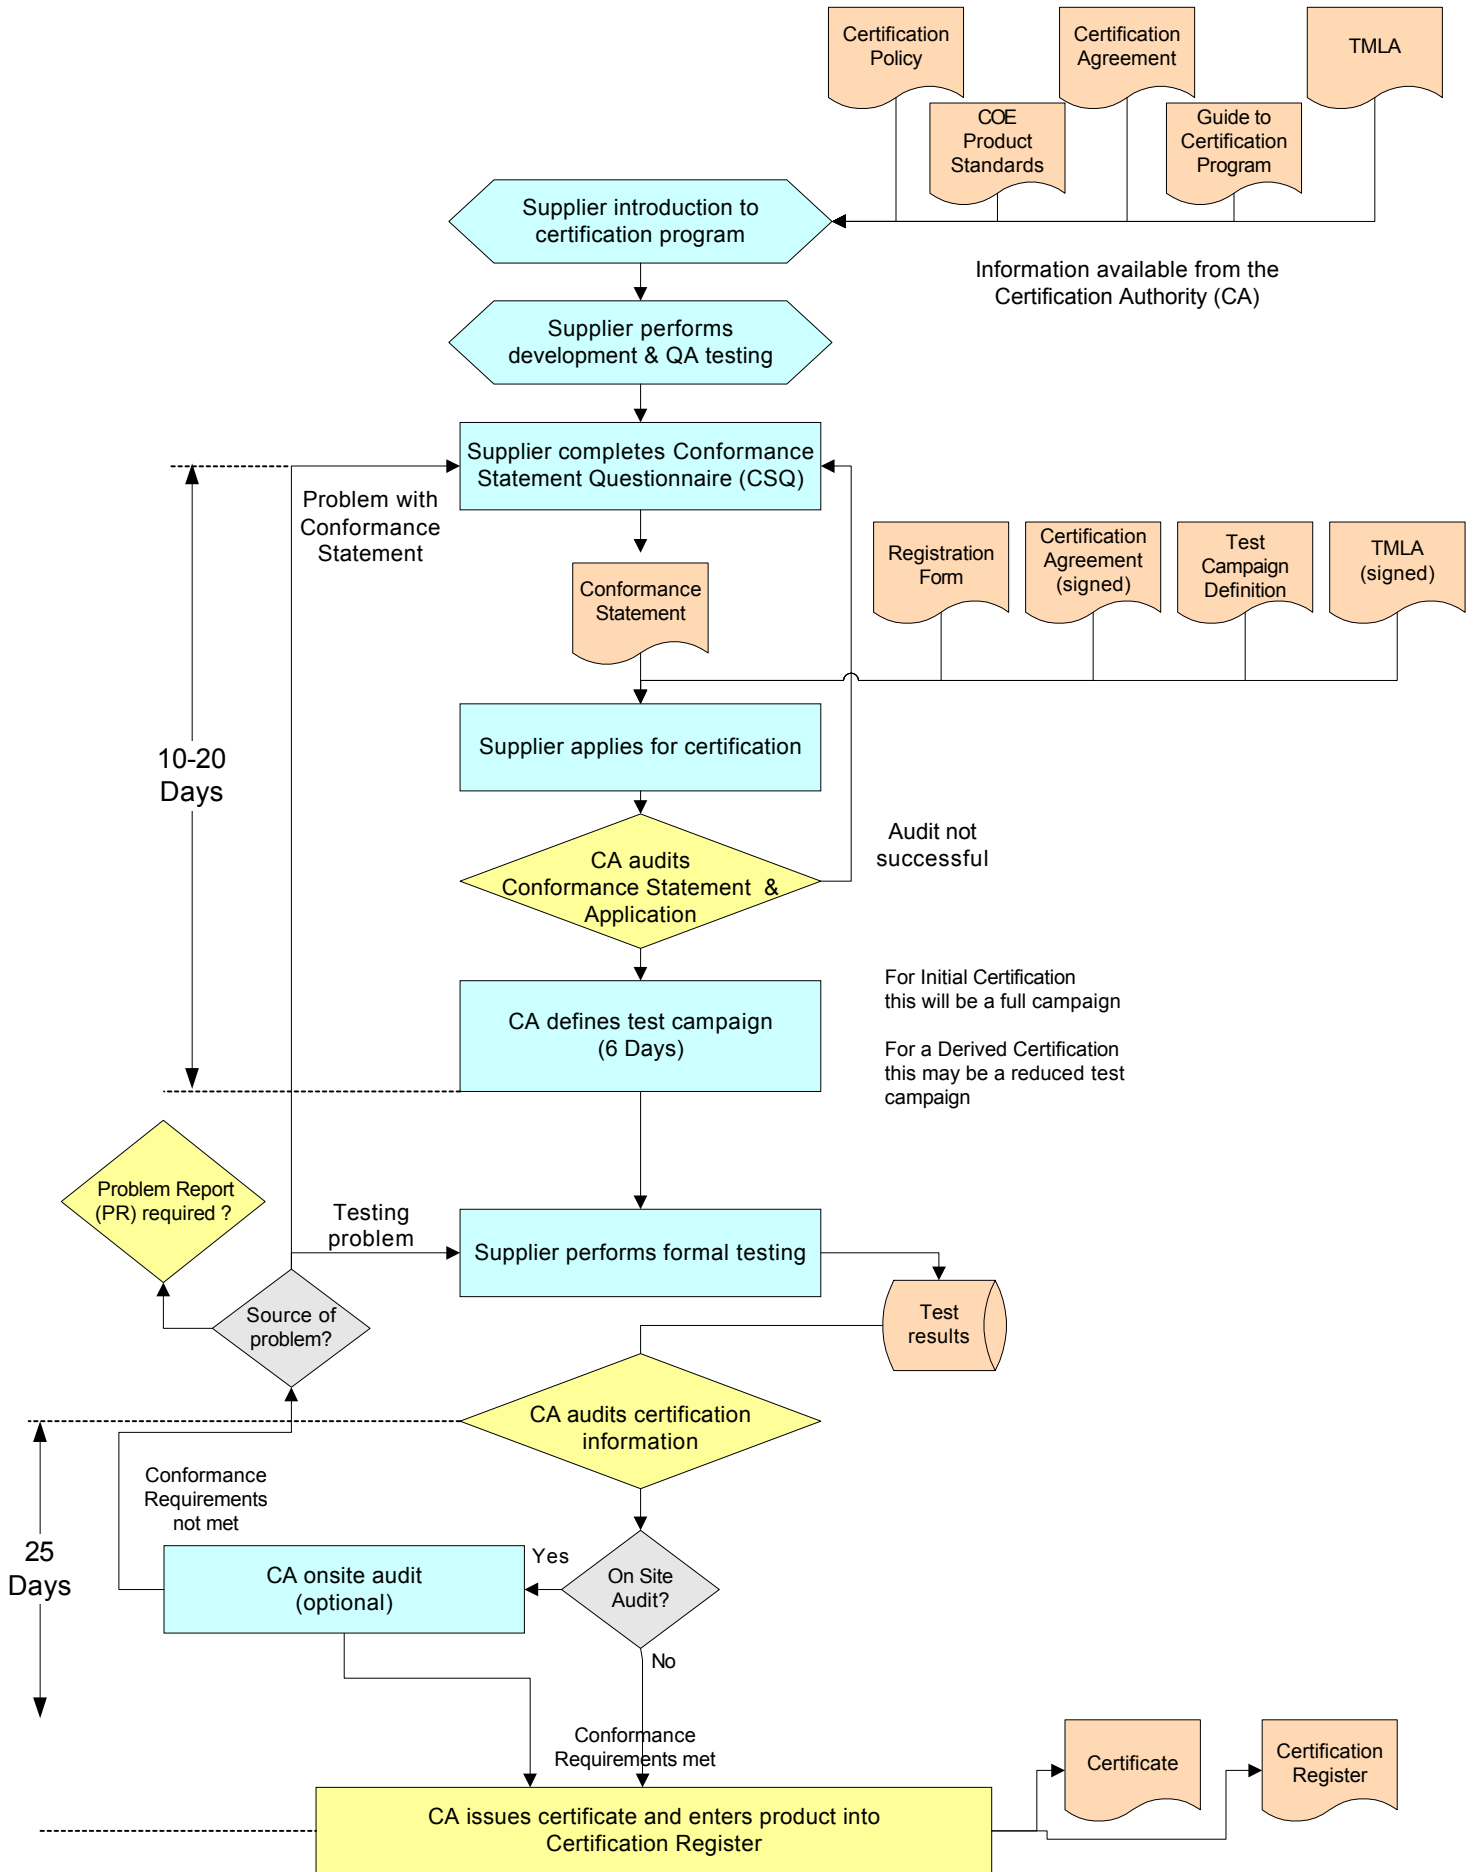 Certification
Policy
Certification
Agreement
TMLA
COE
Product
Standards
Guide to
Certification
Program
Supplier introduction to
certification program
Information available from the
Certification Authority (CA)
Supplier performs
development & QA testing
Supplier completes Conformance
Statement Questionnaire (CSQ)
Problem with
Conformance
Statement
Registration
Form
Certification
Agreement
(signed)
Test
Campaign
Definition
TMLA
(signed)
Conformance
Statement
10-20
Days
Supplier applies for certification
Audit not
successful
CA audits
Conformance Statement &
Application
For Initial Certification
this will be a full campaign
For a Derived Certification
this may be a reduced test
campaign
CA defines test campaign
(6 Days)
Problem Report
(PR) required ?
Testing
problem
Supplier performs formal testing
Source of
problem?
Test
results
CA audits certification
information
Conformance
Requirements
not met
25
Days
CA onsite audit
(optional)
Yes
On Site
Audit?
No
Conformance
Requirements met
Certificate
Certification
Register
CA issues certificate and enters product into
Certification Register